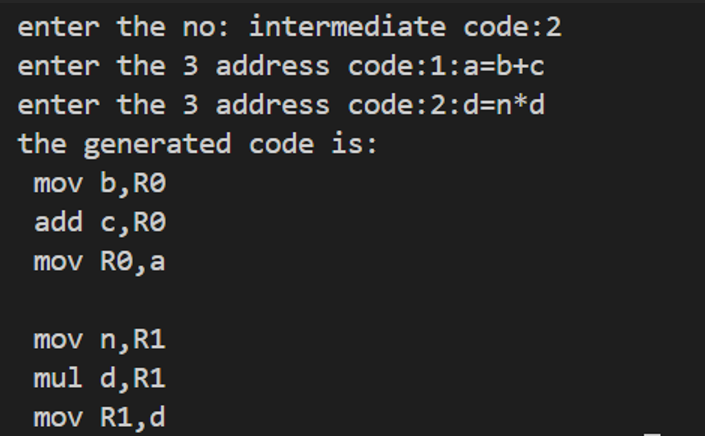 enter the no: intermediate code:2
enter the 3 address code:1:a=b+c
enter the 3 address code:2:d=n*d
the generated code is:
mov b,R0
add c,R0
mov R0,a
mov n,R1
mul d,R1
mov R1,d